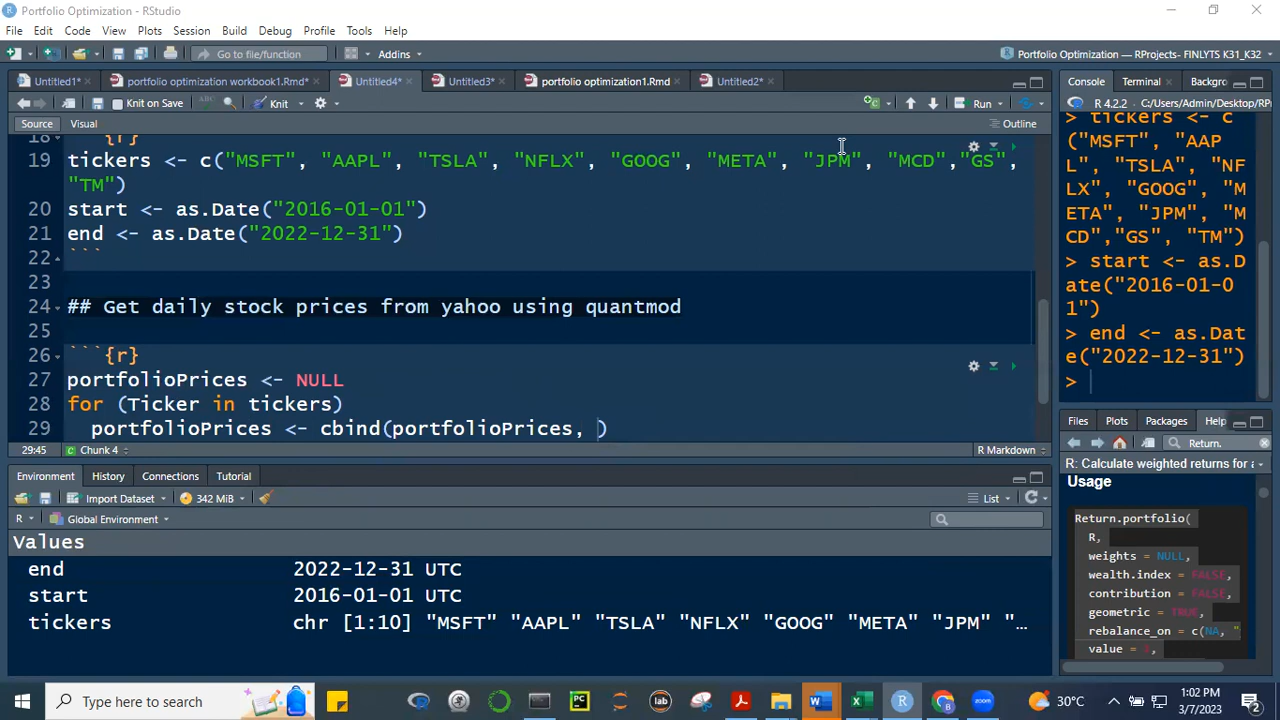 Portfolio Optimization - RStudio
File Edit Code View Plots Session Build Debug Profile Tools Help
Go to file/function Addins Portfolio Optimization — RProjects- FINLYTS K31_K32
Untitled1* portfolio optimization workbook1.Rmd* Untitled4* Untitled3* portfolio optimization1.Rmd Untitled2*
Knit on Save Knit Run
Source Visual Outline
18 {r}
19 tickers <- c("MSFT", "AAPL", "TSLA", "NFLX", "GOOG", "META", "JPM", "MCD","GS",
"TM")
20 start <- as.Date("2016-01-01")
21 end <- as.Date("2022-12-31")
22 ```
23
24 ## Get daily stock prices from yahoo using quantmod
25
26 ```{r}
27 portfolioPrices <- NULL
28 for (Ticker in tickers)
29 portfolioPrices <- cbind(portfolioPrices, )
29:45 Chunk 4 R Markdown
Environment History Connections Tutorial
Import Dataset 342 MiB List
R Global Environment
Values
end 2022-12-31 UTC
start 2016-01-01 UTC
tickers chr [1:10] "MSFT" "AAPL" "TSLA" "NFLX" "GOOG" "META" "JPM" "…
Console Terminal Backgro
R 4.2.2 C:/Users/Admin/Desktop/RP
> tickers <- c
("MSFT", "AAP
L", "TSLA", "NF
LX", "GOOG", "M
ETA", "JPM", "M
CD","GS", "TM")
> start <- as.D
ate("2016-01-0
1")
> end <- as.Dat
e("2022-12-31")
>
Files Plots Packages Help
Return.
R: Calculate weighted returns for a
Usage
Return.portfolio(
R,
weights = NULL,
wealth.index = FALSE,
contribution = FALSE,
geometric = TRUE,
rebalance_on = c(NA, "
value = 1,
Type here to search 30°C 1:02 PM
3/7/2023